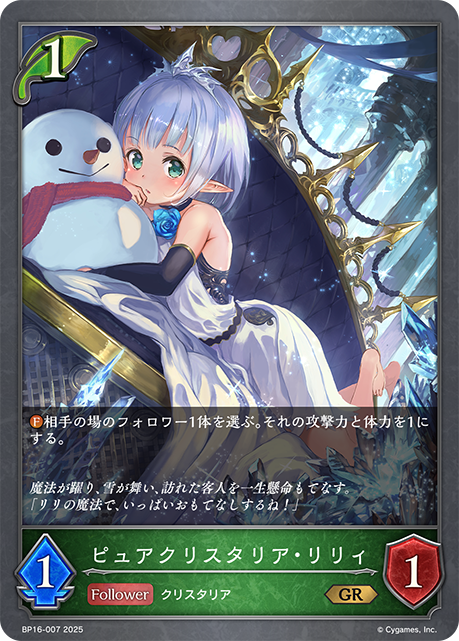 1
F相手の場のフォロワー1体を選ぶ。それの攻撃力と体力を1に
する。
魔法が躍り、雪が舞い、訪れた客人を一生懸命もてなす。
「リリの魔法で、いっぱいおもてなしするね!」
ピュアクリスタリア・リリィ
1
Follower クリスタリア GR
1
BP16-007 2025 © Cygames, Inc.